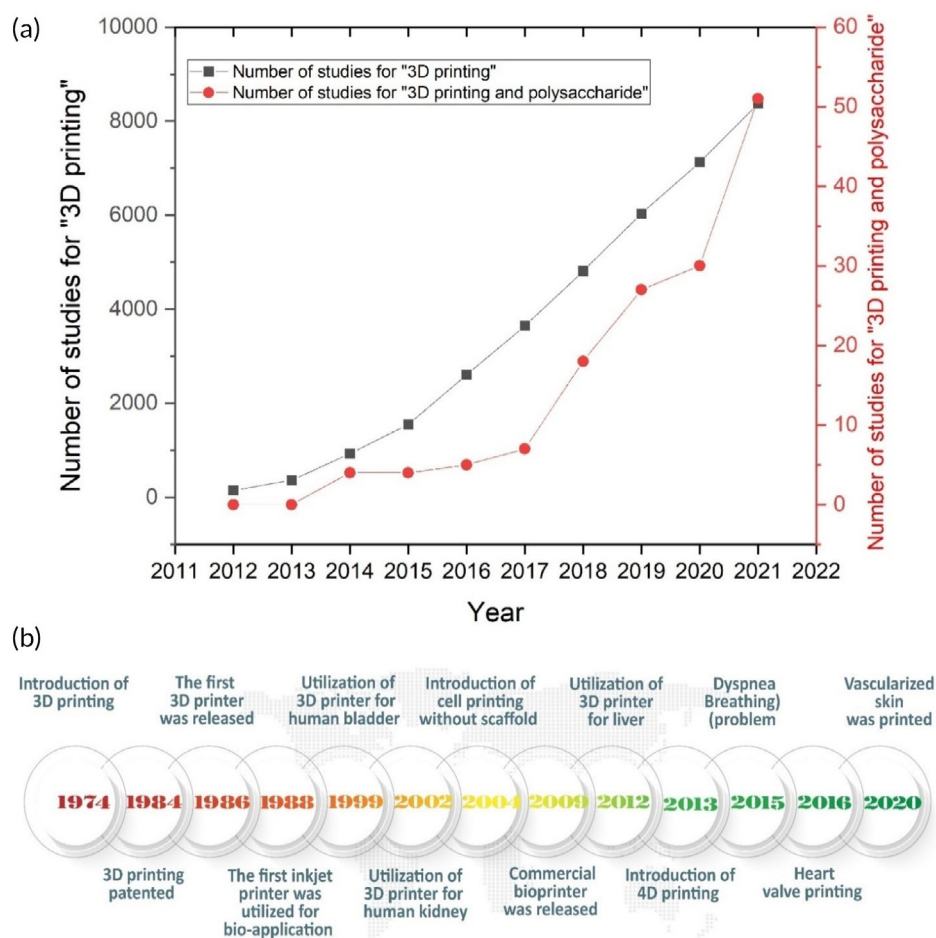 (a)
10000
8000
6000
4000
2000
0
Number of studies for "3D printing"
Number of studies for "3D printing"
Number of studies for "3D printing and polysaccharide"
60
50
40
30
20
10
0
Number of studies for "3D printing and polysaccharide"
2011 2012 2013 2014 2015 2016 2017 2018 2019 2020 2021 2022
Year
(b)
Introduction of
3D printing
The first
3D printer
was released
Utilization of
3D printer for
human bladder
Introduction of
cell printing
without scaffold
Utilization of
3D printer
for liver
Dyspnea
Breathing)
(problem
Vascularized
skin
was printed
1974 1984 1986 1988 1999 2002 2004 2009 2012 2013 2015 2016 2020
3D printing
patented
The first inkjet
printer was
utilized for
bio-application
Utilization of
3D printer for
human kidney
Commercial
bioprinter
was released
Introduction of
4D printing
Heart
valve printing